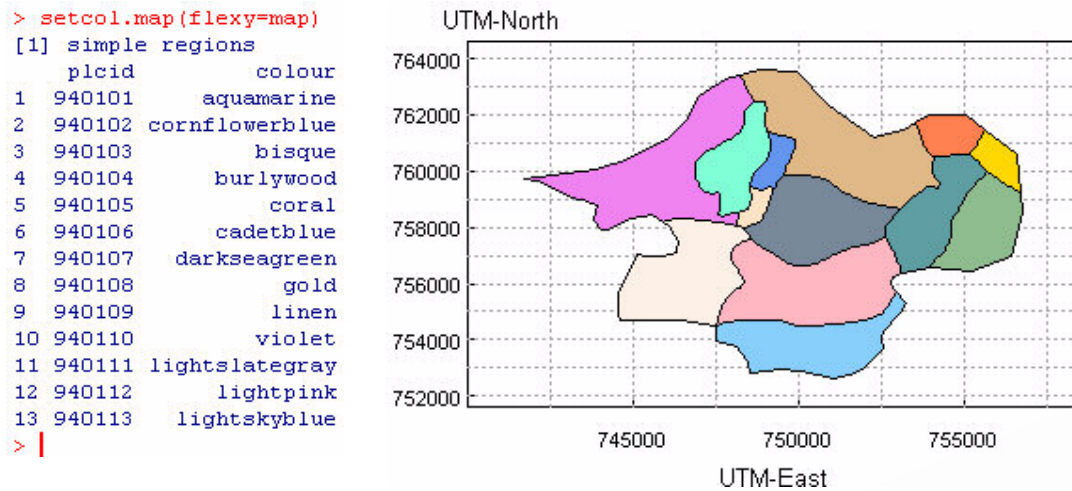 > setcol.map(flexy=map)
[1] simple regions
plcid colour
1 940101 aquamarine
2 940102 cornflowerblue
3 940103 bisque
4 940104 burlywood
5 940105 coral
6 940106 cadetblue
7 940107 darkseagreen
8 940108 gold
9 940109 linen
10 940110 violet
11 940111 lightslategray
12 940112 lightpink
13 940113 lightskyblue
>
UTM-North
764000
762000
760000
758000
756000
754000
752000
745000 750000 755000
UTM-East